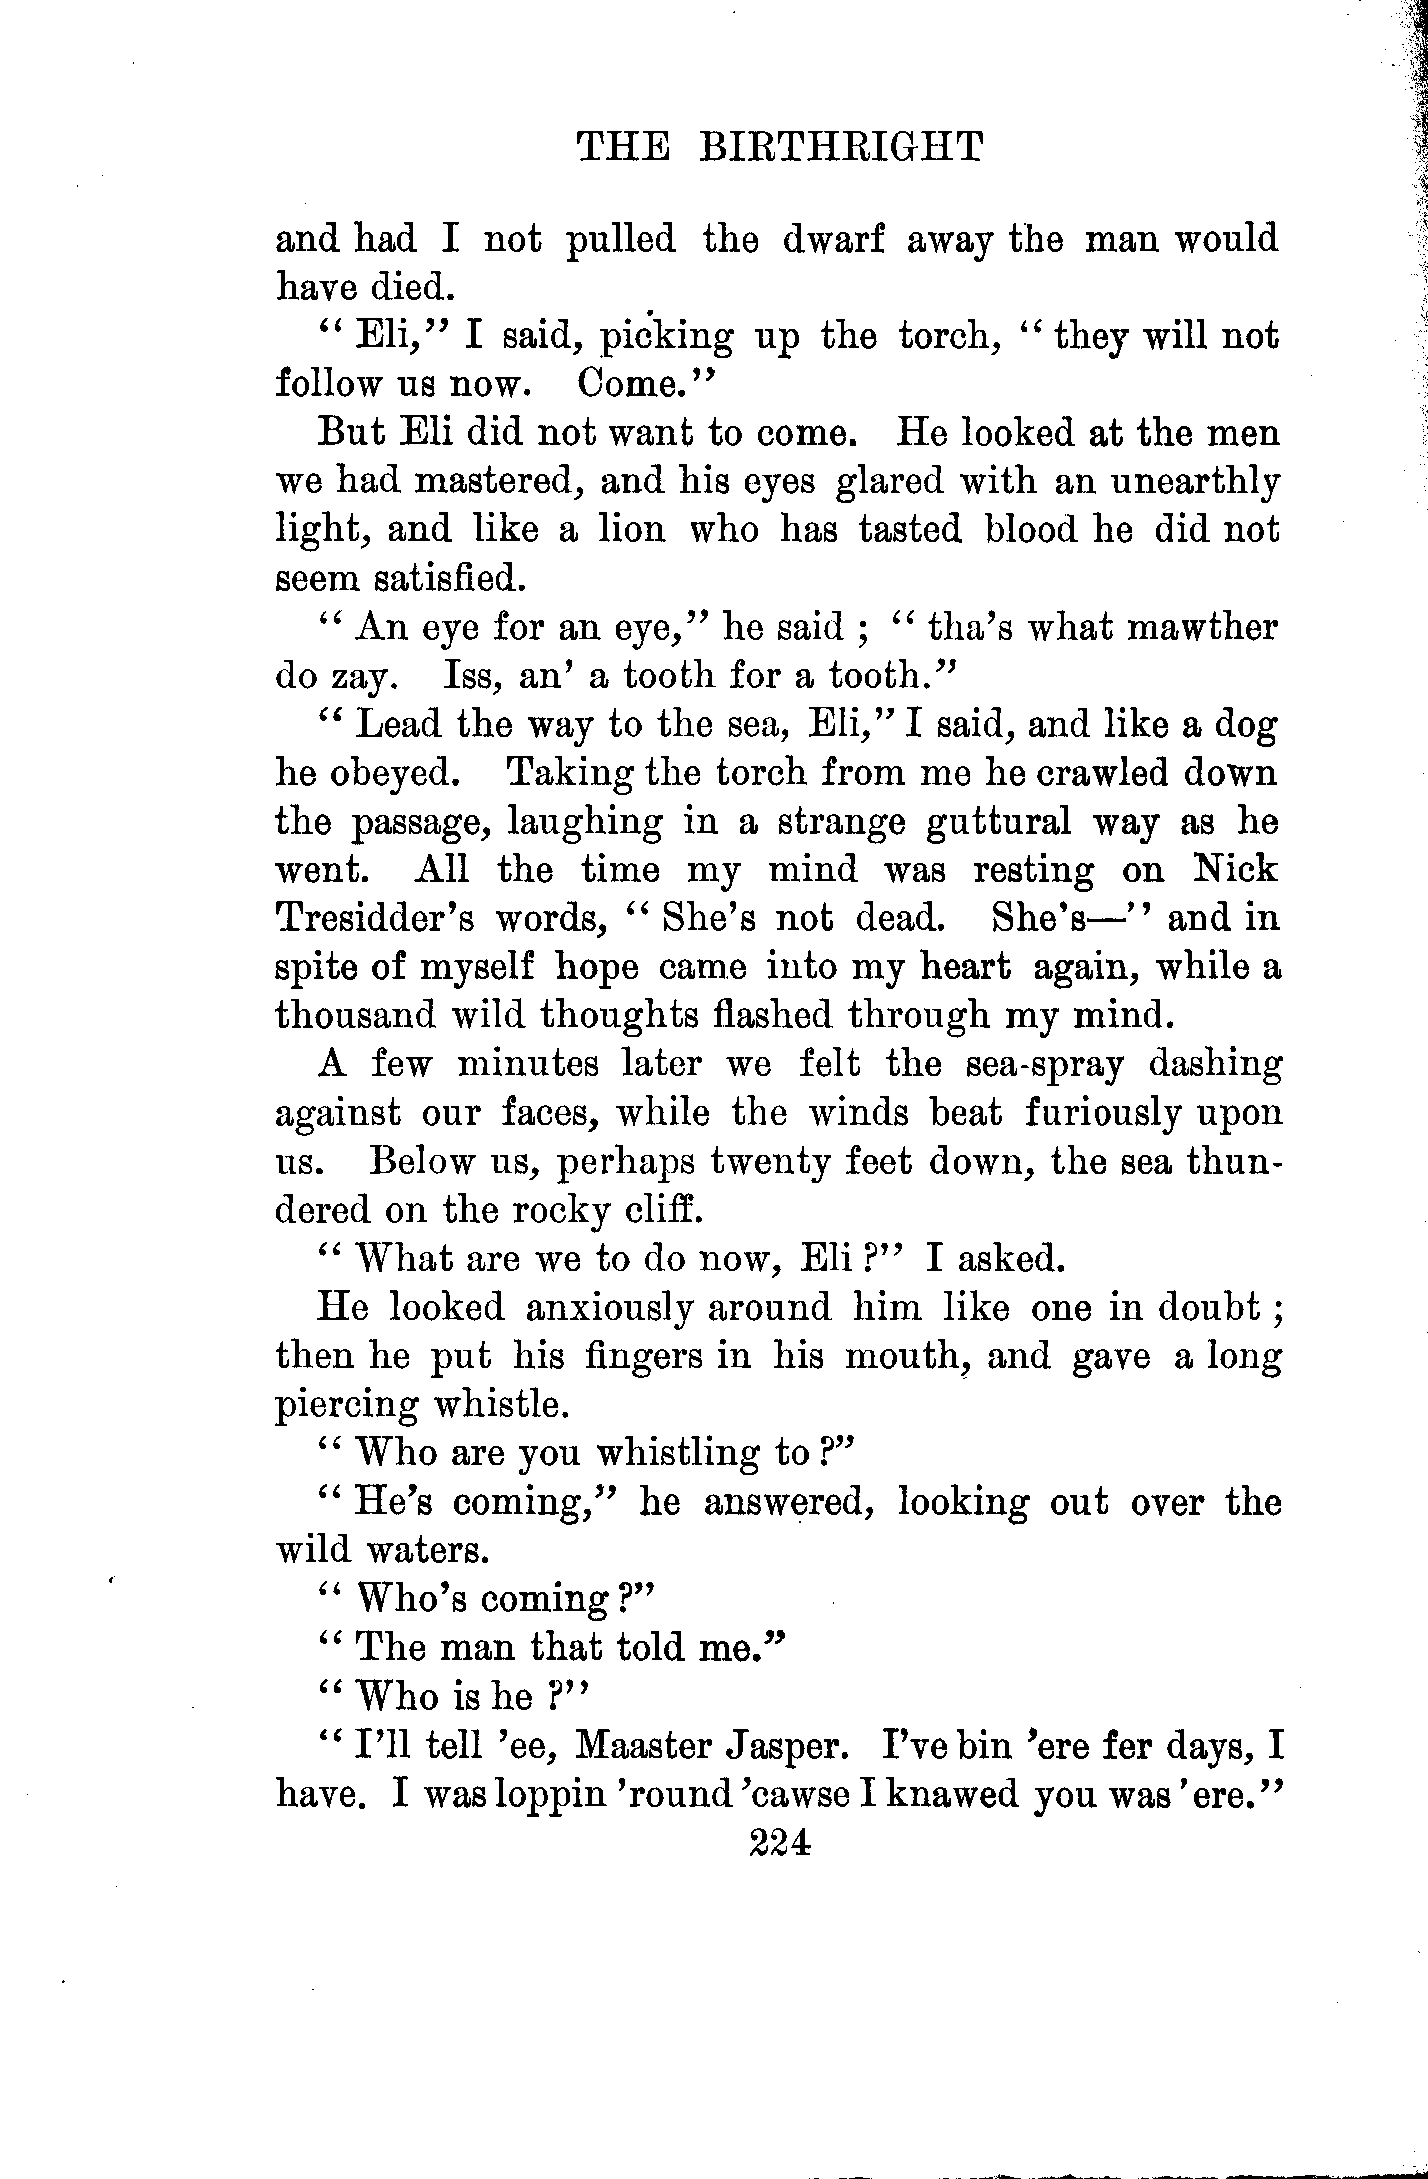 THE BIRTHRIGHT
and had I not pulled the dwarf away the man would
have died.
“ Eli,” I said, picking up the torch, “ they will not
follow us now. Come.”
But Eli did not want to come. He looked at the men
we had mastered, and his eyes glared with an unearthly
light, and like a lion who has tasted blood he did not
seem satisfied.
“ An eye for an eye,” he said ; “ tha’s what mawther
do zay. Iss, an’ a tooth for a tooth.”
“ Lead the way to the sea, Eli,” I said, and like a dog
he obeyed. Taking the torch from me he crawled down
the passage, laughing in a strange guttural way as he
went. All the time my mind was resting on Nick
Tresidder’s words, “ She’s not dead. She’s—” and in
spite of myself hope came into my heart again, while a
thousand wild thoughts flashed through my mind.
A few minutes later we felt the sea-spray dashing
against our faces, while the winds beat furiously upon
us. Below us, perhaps twenty feet down, the sea thun-
dered on the rocky cliff.
“ What are we to do now, Eli ?” I asked.
He looked anxiously around him like one in doubt ;
then he put his fingers in his mouth, and gave a long
piercing whistle.
“ Who are you whistling to ?”
“ He’s coming,” he answered, looking out over the
wild waters.
“ Who’s coming ?”
“ The man that told me.”
“ Who is he ?”
“ I’ll tell ’ee, Maaster Jasper. I’ve bin ’ere fer days, I
have. I was loppin ’round ’cawse I knawed you was ’ere.”
224